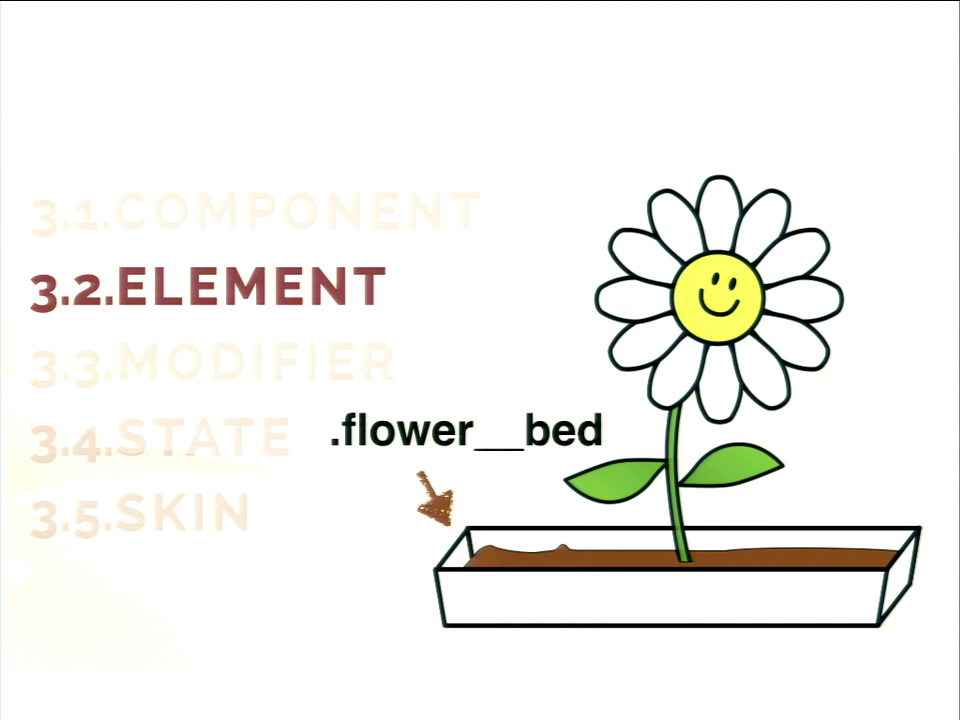 3.1.COMPONENT
3.2.ELEMENT
3.3.MODIFIER
3.4.STATE
.flower__bed
3.5.SKIN